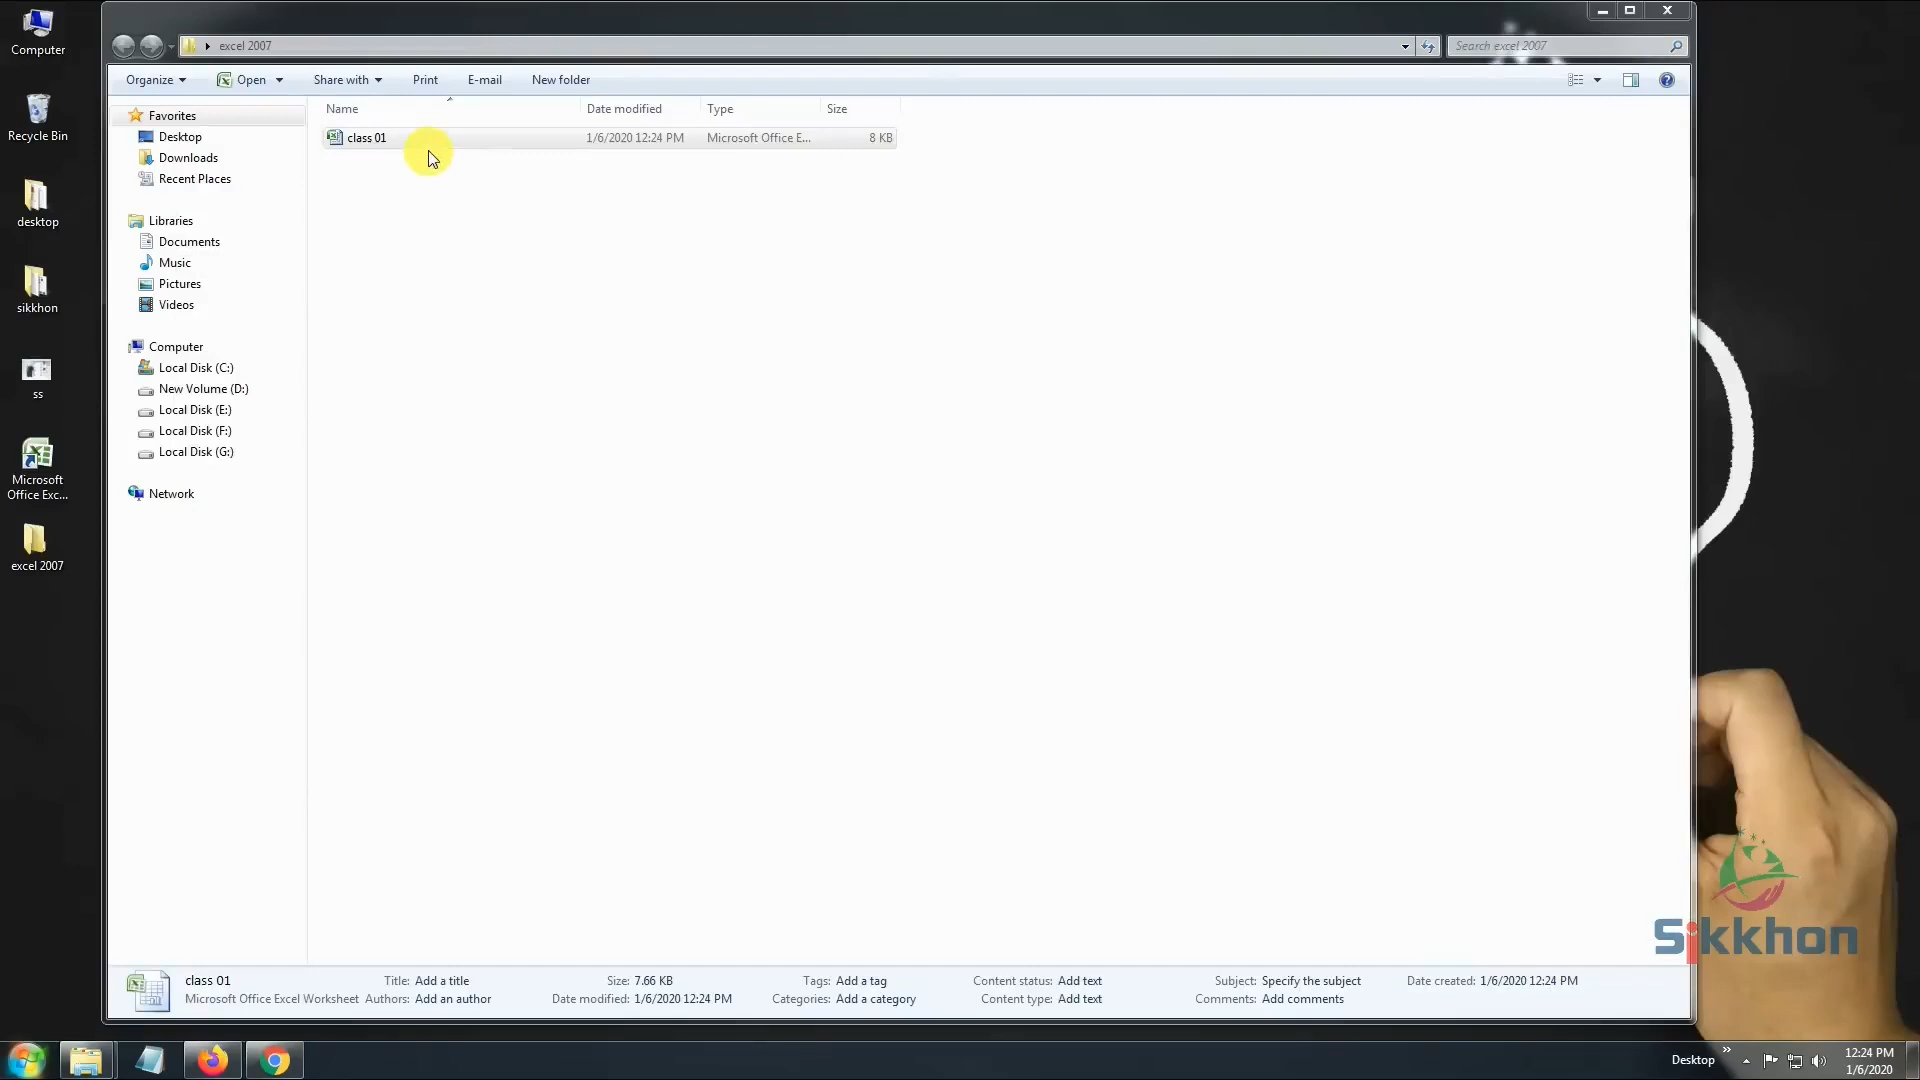 Computer
Recycle Bin
desktop
sikkhon
ss
Microsoft
Office Exc...
excel 2007
excel 2007
Search excel 2007
Organize
Open
Share with
Print
E-mail
New folder
Name
Date modified
Type
Size
class 01
1/6/2020 12:24 PM
Microsoft Office E...
8 KB
Favorites
Desktop
Downloads
Recent Places
Libraries
Documents
Music
Pictures
Videos
Computer
Local Disk (C:)
New Volume (D:)
Local Disk (E:)
Local Disk (F:)
Local Disk (G:)
Network
class 01
Title: Add a title
Size: 7.66 KB
Tags: Add a tag
Content status: Add text
Subject: Specify the subject
Date created: 1/6/2020 12:24 PM
Microsoft Office Excel Worksheet
Authors: Add an author
Date modified: 1/6/2020 12:24 PM
Categories: Add a category
Content type: Add text
Comments: Add comments
Sikkhon
Desktop
12:24 PM
1/6/2020